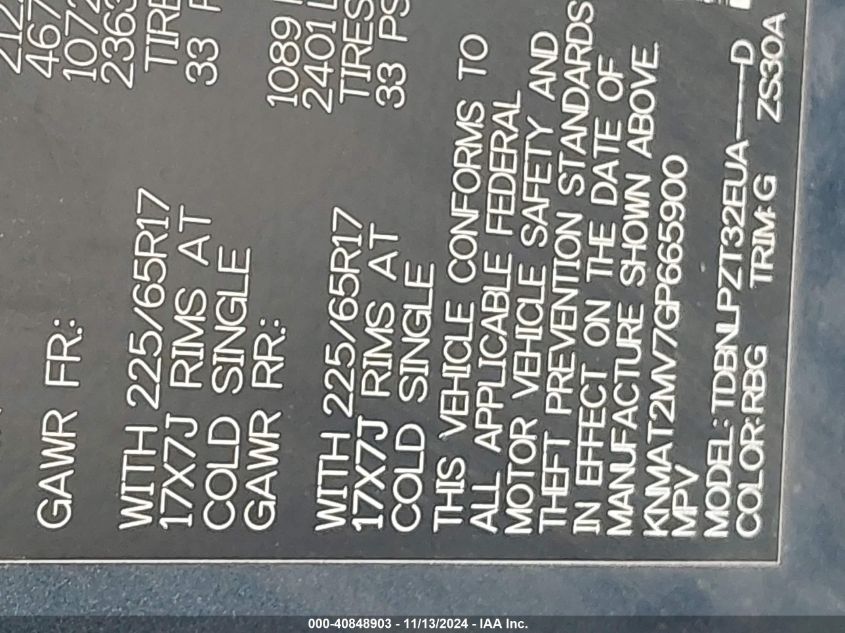 GAWR FR.: 1072
2363
WITH 225/65R17 TIRE
17X7J RIMS AT
COLD SINGLE 33
GAWR RR.: 1089
2401
WITH 225/65R17 TIRES
17X7J RIMS AT 33 PS
COLD SINGLE
THIS VEHICLE CONFORMS TO
ALL APPLICABLE FEDERAL
MOTOR VEHICLE SAFETY AND
THEFT PREVENTION STANDARDS
IN EFFECT ON THE DATE OF
MANUFACTURE SHOWN ABOVE.
KNMAT2MV7GP665900
MPV
MODEL: TDBNLPZT32EUA-----D
COLOR: RBG TRIM: G ZS30A
000-40848903 - 11/13/2024 - IAA Inc.